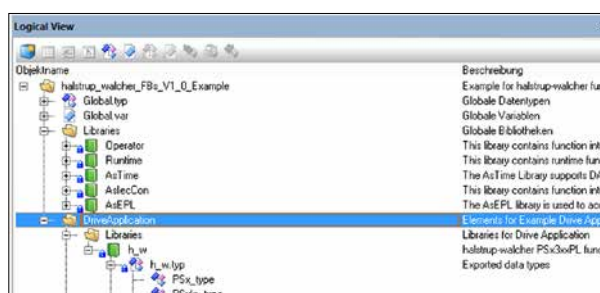 Logical View
Objektname Beschreibung
halstrup_walcher_FBs_V1_0_Example Example for halstrup-walcher fu
Global.typ Globale Datentypen
Global.var Globale Variablen
Libraries Globale Bibliotheken
Operator This library contains function int
Runtime This library contains runtime fun
AsTime The AsTime Library supports DA
AsIecCon This library contains function int
AsEPL The AsEPL library is used to acc
DriveApplication Elements for Example Drive App
Libraries Libraries for Drive Application
h_w halstrup-walcher PSx3xxPL func
h_w.typ Exported data types
PSx_type